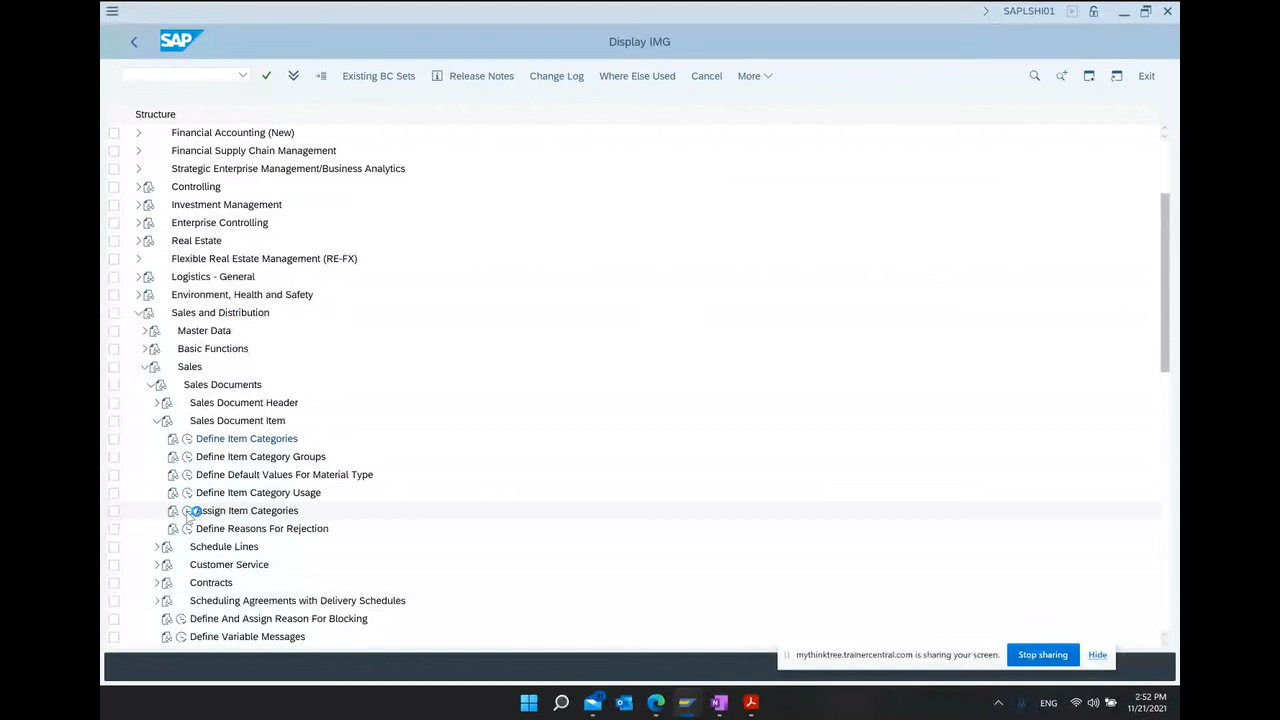 SAPLSHI01
SAP
Display IMG
Existing BC Sets
Release Notes
Change Log
Where Else Used
Cancel
More
Exit
Structure
Financial Accounting (New)
Financial Supply Chain Management
Strategic Enterprise Management/Business Analytics
Controlling
Investment Management
Enterprise Controlling
Real Estate
Flexible Real Estate Management (RE-FX)
Logistics - General
Environment, Health and Safety
Sales and Distribution
Master Data
Basic Functions
Sales
Sales Documents
Sales Document Header
Sales Document Item
Define Item Categories
Define Item Category Groups
Define Default Values For Material Type
Define Item Category Usage
Assign Item Categories
Define Reasons For Rejection
Schedule Lines
Customer Service
Contracts
Scheduling Agreements with Delivery Schedules
Define And Assign Reason For Blocking
Define Variable Messages
mythinktree.trainercentral.com is sharing your screen.
Stop sharing
Hide
ENG
2:52 PM
11/21/2021